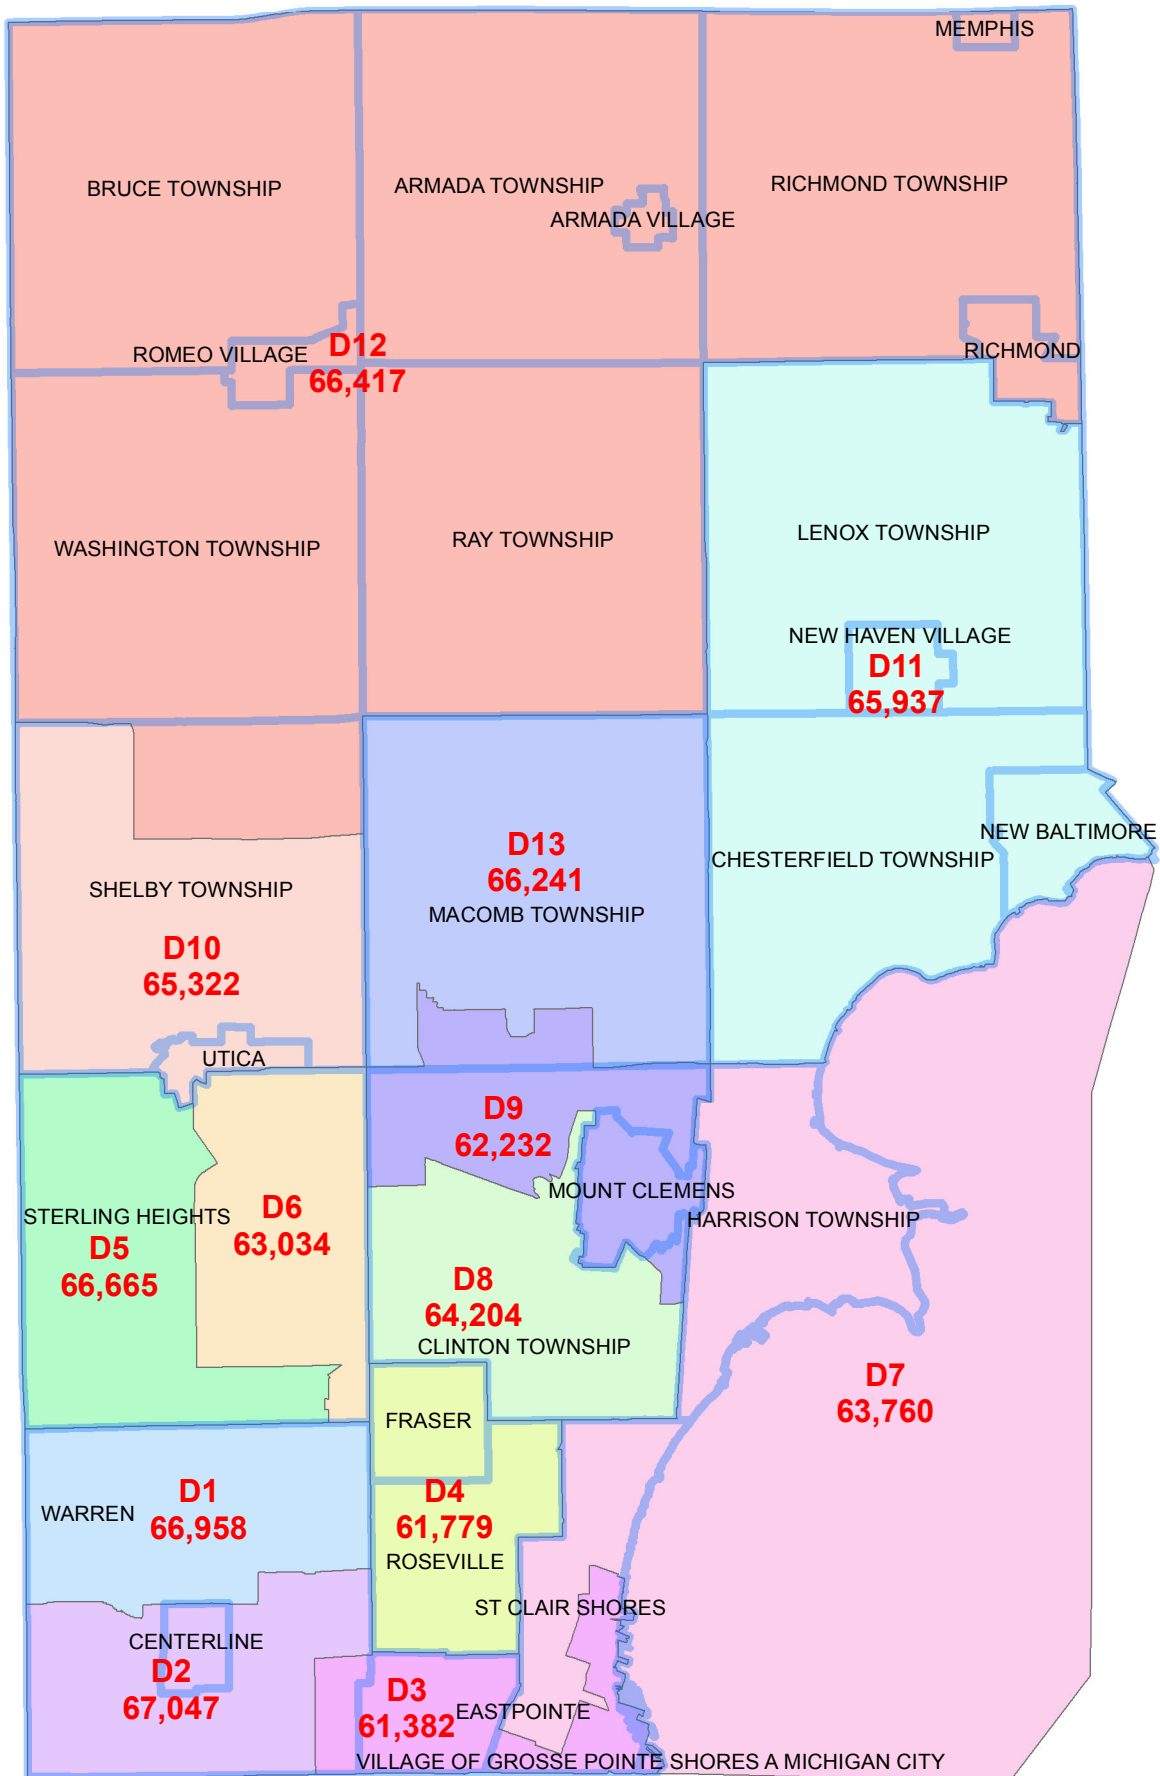 MEMPHIS
BRUCE TOWNSHIP
ARMADA TOWNSHIP
RICHMOND TOWNSHIP
ARMADA VILLAGE
ROMEO VILLAGE
D12
66,417
RICHMOND
WASHINGTON TOWNSHIP
RAY TOWNSHIP
LENOX TOWNSHIP
NEW HAVEN VILLAGE
D11
65,937
D13
66,241
MACOMB TOWNSHIP
CHESTERFIELD TOWNSHIP
NEW BALTIMORE
SHELBY TOWNSHIP
D10
65,322
UTICA
D9
62,232
MOUNT CLEMENS
HARRISON TOWNSHIP
STERLING HEIGHTS
D5
66,665
D6
63,034
D8
64,204
CLINTON TOWNSHIP
D7
63,760
FRASER
D1
66,958
WARREN
D4
61,779
ROSEVILLE
ST CLAIR SHORES
CENTERLINE
D2
67,047
D3
61,382
EASTPOINTE
VILLAGE OF GROSSE POINTE SHORES A MICHIGAN CITY